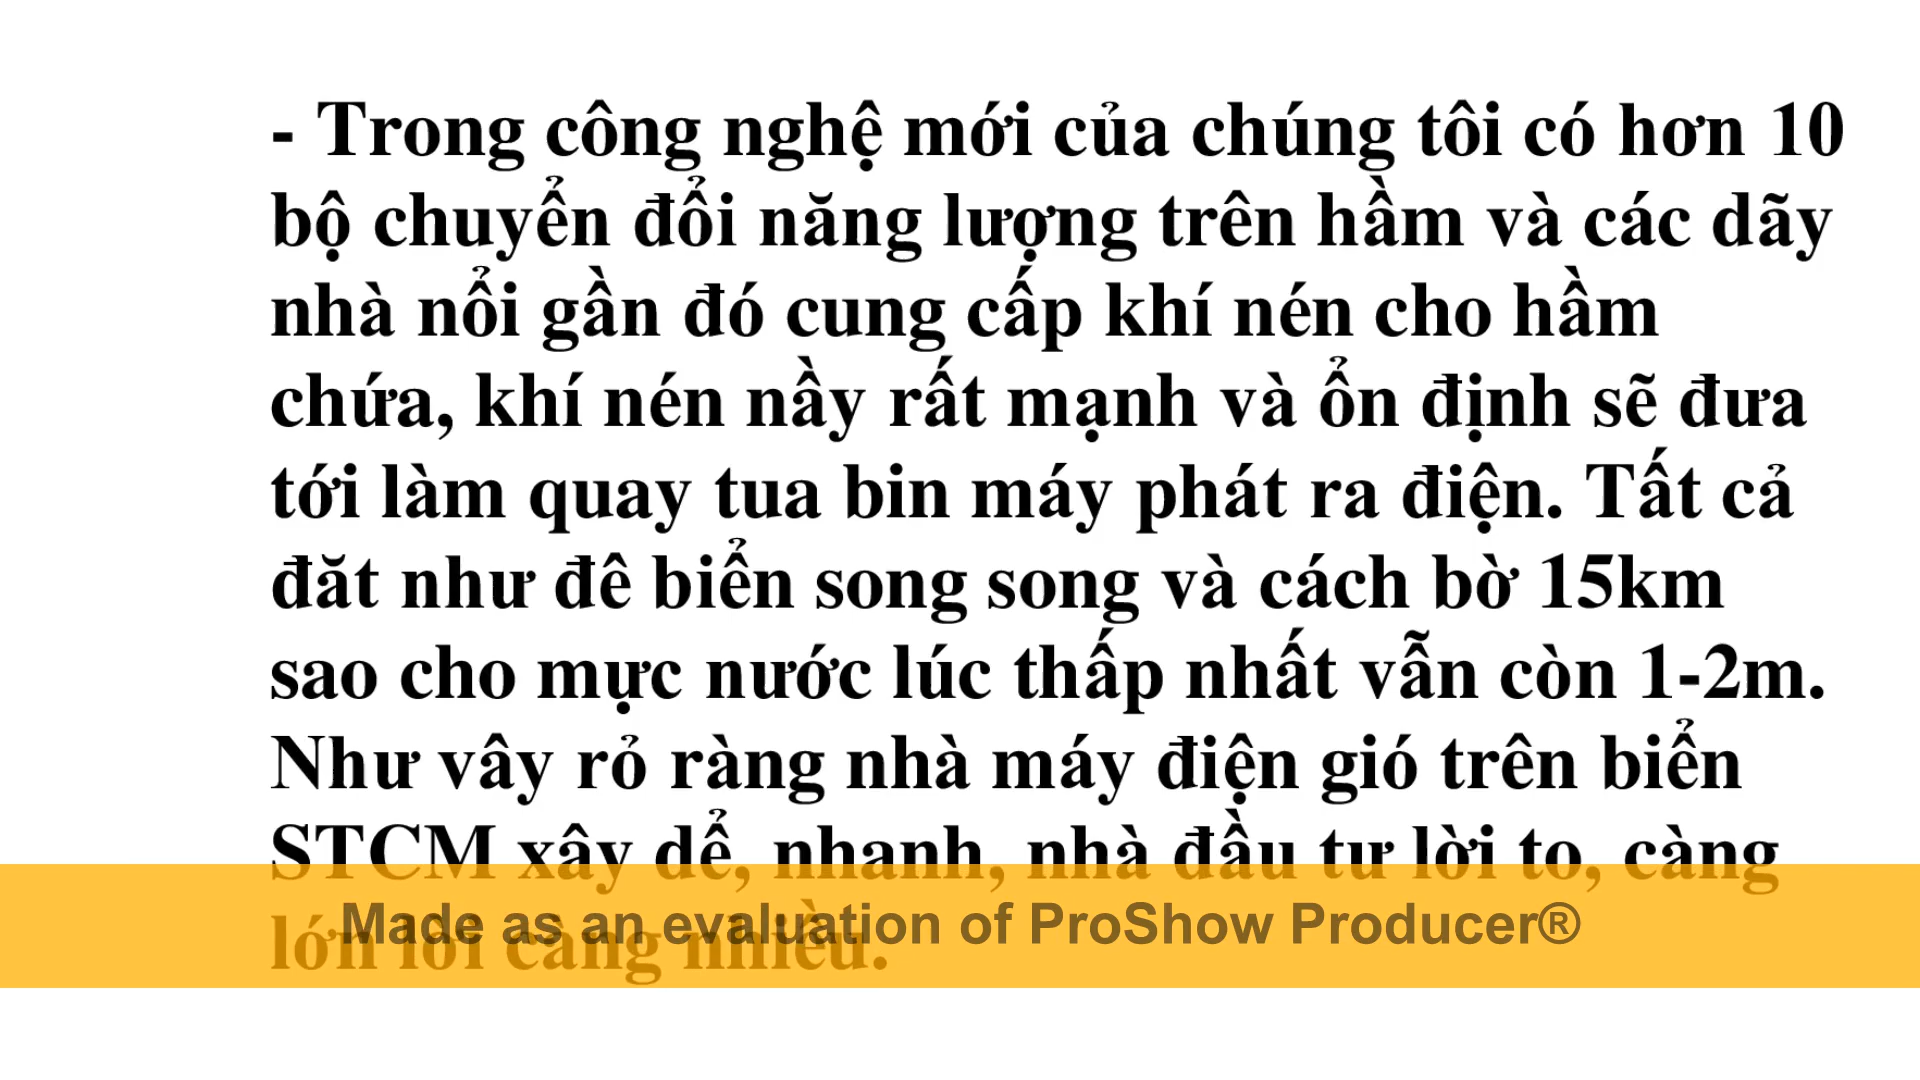 - Trong công nghệ mới của chúng tôi có hơn 10
bộ chuyển đổi năng lượng trên hầm và các dãy
nhà nổi gần đó cung cấp khí nén cho hầm
chứa, khí nén nầy rất mạnh và ổn định sẽ đưa
tới làm quay tua bin máy phát ra điện. Tất cả
đăt như đê biển song song và cách bờ 15km
sao cho mực nước lúc thấp nhất vẫn còn 1-2m.
Như vây rỏ ràng nhà máy điện gió trên biển
STCM xây dể, nhanh, nhà đầu tư lời to, càng
lớn lời càng nhiều.
Made as an evaluation of ProShow Producer®